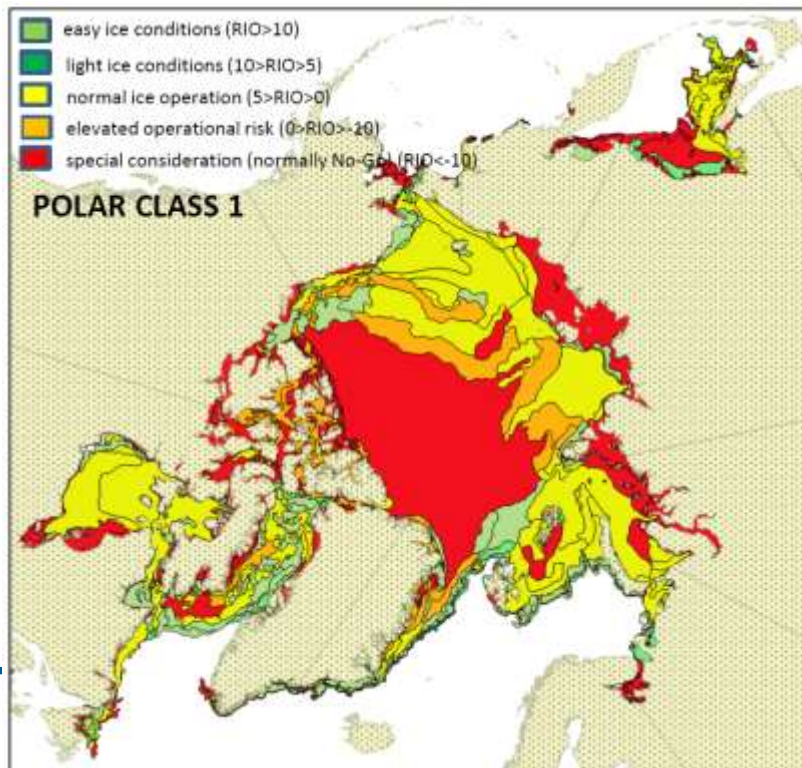 easy ice conditions (RIO>10)
light ice conditions (10>RIO>5)
normal ice operation (5>RIO>0)
elevated operational risk (0>RIO>-10)
special consideration (normally No-Go) (RIO<-10)
POLAR CLASS 1